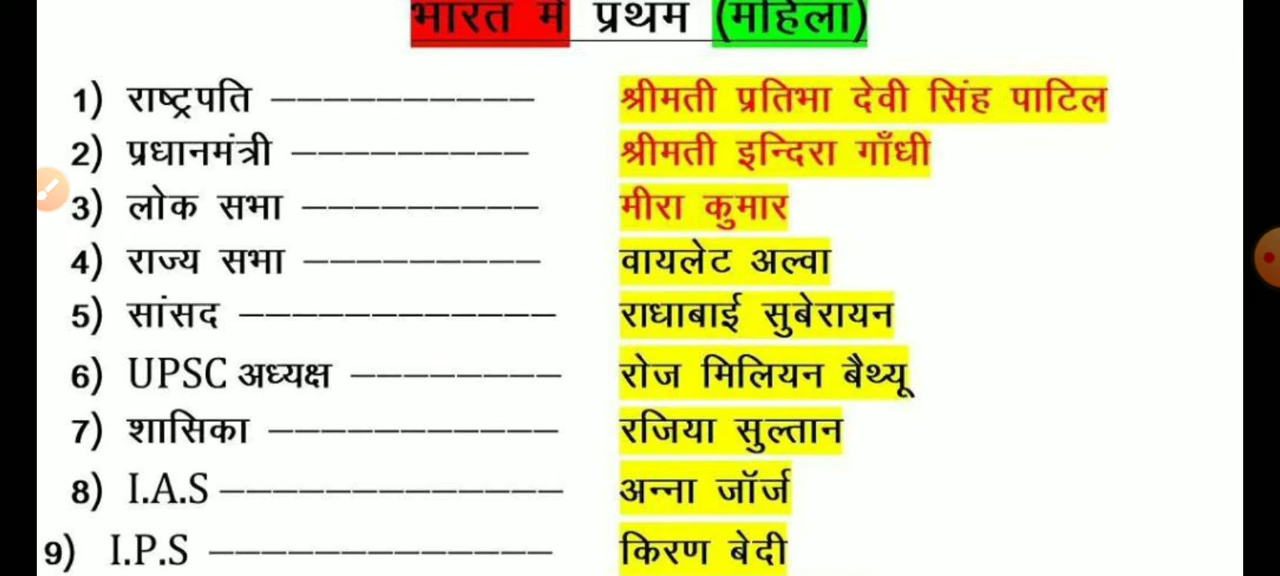 भारत में प्रथम (महिला)
1) राष्ट्रपति ---------- श्रीमती प्रतिभा देवी सिंह पाटिल
2) प्रधानमंत्री --------- श्रीमती इन्दिरा गाँधी
3) लोक सभा --------- मीरा कुमार
4) राज्य सभा --------- वायलेट अल्वा
5) सांसद ------------ राधाबाई सुबेरायन
6) UPSC अध्यक्ष -------- रोज मिलियन बैथ्यू
7) शासिका ----------- रजिया सुल्तान
8) I.A.S ------------- अन्ना जॉर्ज
9) I.P.S ------------- किरण बेदी